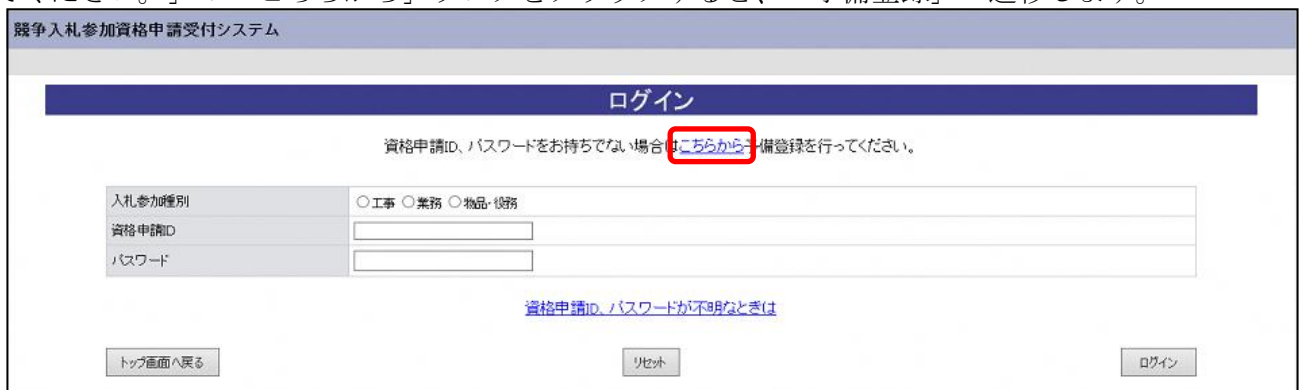 競争入札参加資格申請受付システム
ログイン
資格申請ID、パスワードをお持ちでない場合はこちらから予備登録を行ってください。
入札参加種別 ○工事 ○業務 ○物品・役務
資格申請ID
パスワード
資格申請ID、パスワードが不明なときは
トップ画面へ戻る リセット ログイン